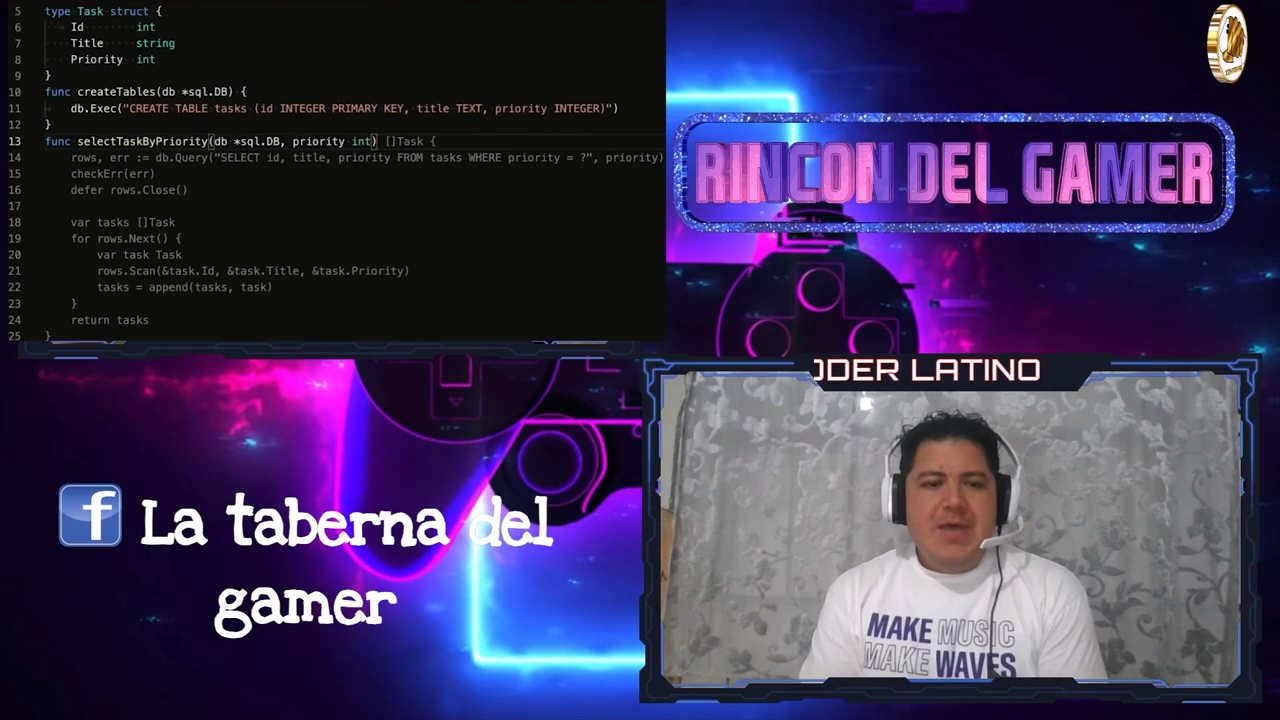 5 type Task struct {
6 Id int
7 Title string
8 Priority int
9 }
10 func createTables(db *sql.DB) {
11 db.Exec("CREATE TABLE tasks (id INTEGER PRIMARY KEY, title TEXT, priority INTEGER)")
12 }
13 func selectTaskByPriority(db *sql.DB, priority int) []Task {
14 rows, err := db.Query("SELECT id, title, priority FROM tasks WHERE priority = ?", priority)
15 checkErr(err)
16 defer rows.Close()
17
18 var tasks []Task
19 for rows.Next() {
20 var task Task
21 rows.Scan(&task.Id, &task.Title, &task.Priority)
22 tasks = append(tasks, task)
23 }
24 return tasks
25 }
RINCON DEL GAMER
ODER LATINO
f La taberna del
gamer
MAKE MUSIC
MAKE WAVES